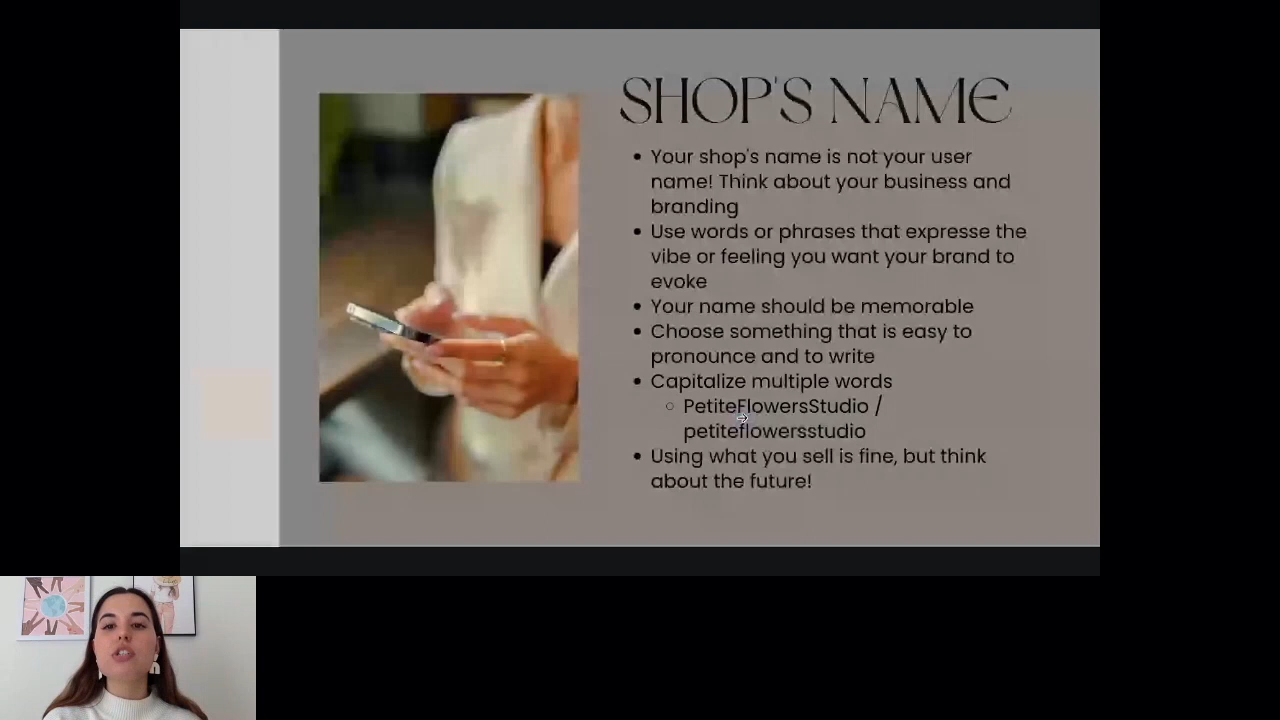 SHOP'S NAME
• Your shop's name is not your user
name! Think about your business and
branding
• Use words or phrases that expresse the
vibe or feeling you want your brand to
evoke
• Your name should be memorable
• Choose something that is easy to
pronounce and to write
• Capitalize multiple words
○ PetiteFlowersStudio /
petiteflowersstudio
• Using what you sell is fine, but think
about the future!